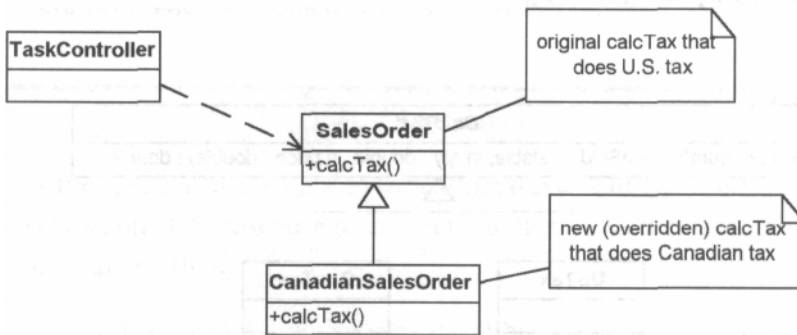 TaskController
original calcTax that
does U.S. tax
SalesOrder
+calcTax()
new (overridden) calcTax
that does Canadian tax
CanadianSalesOrder
+calcTax()